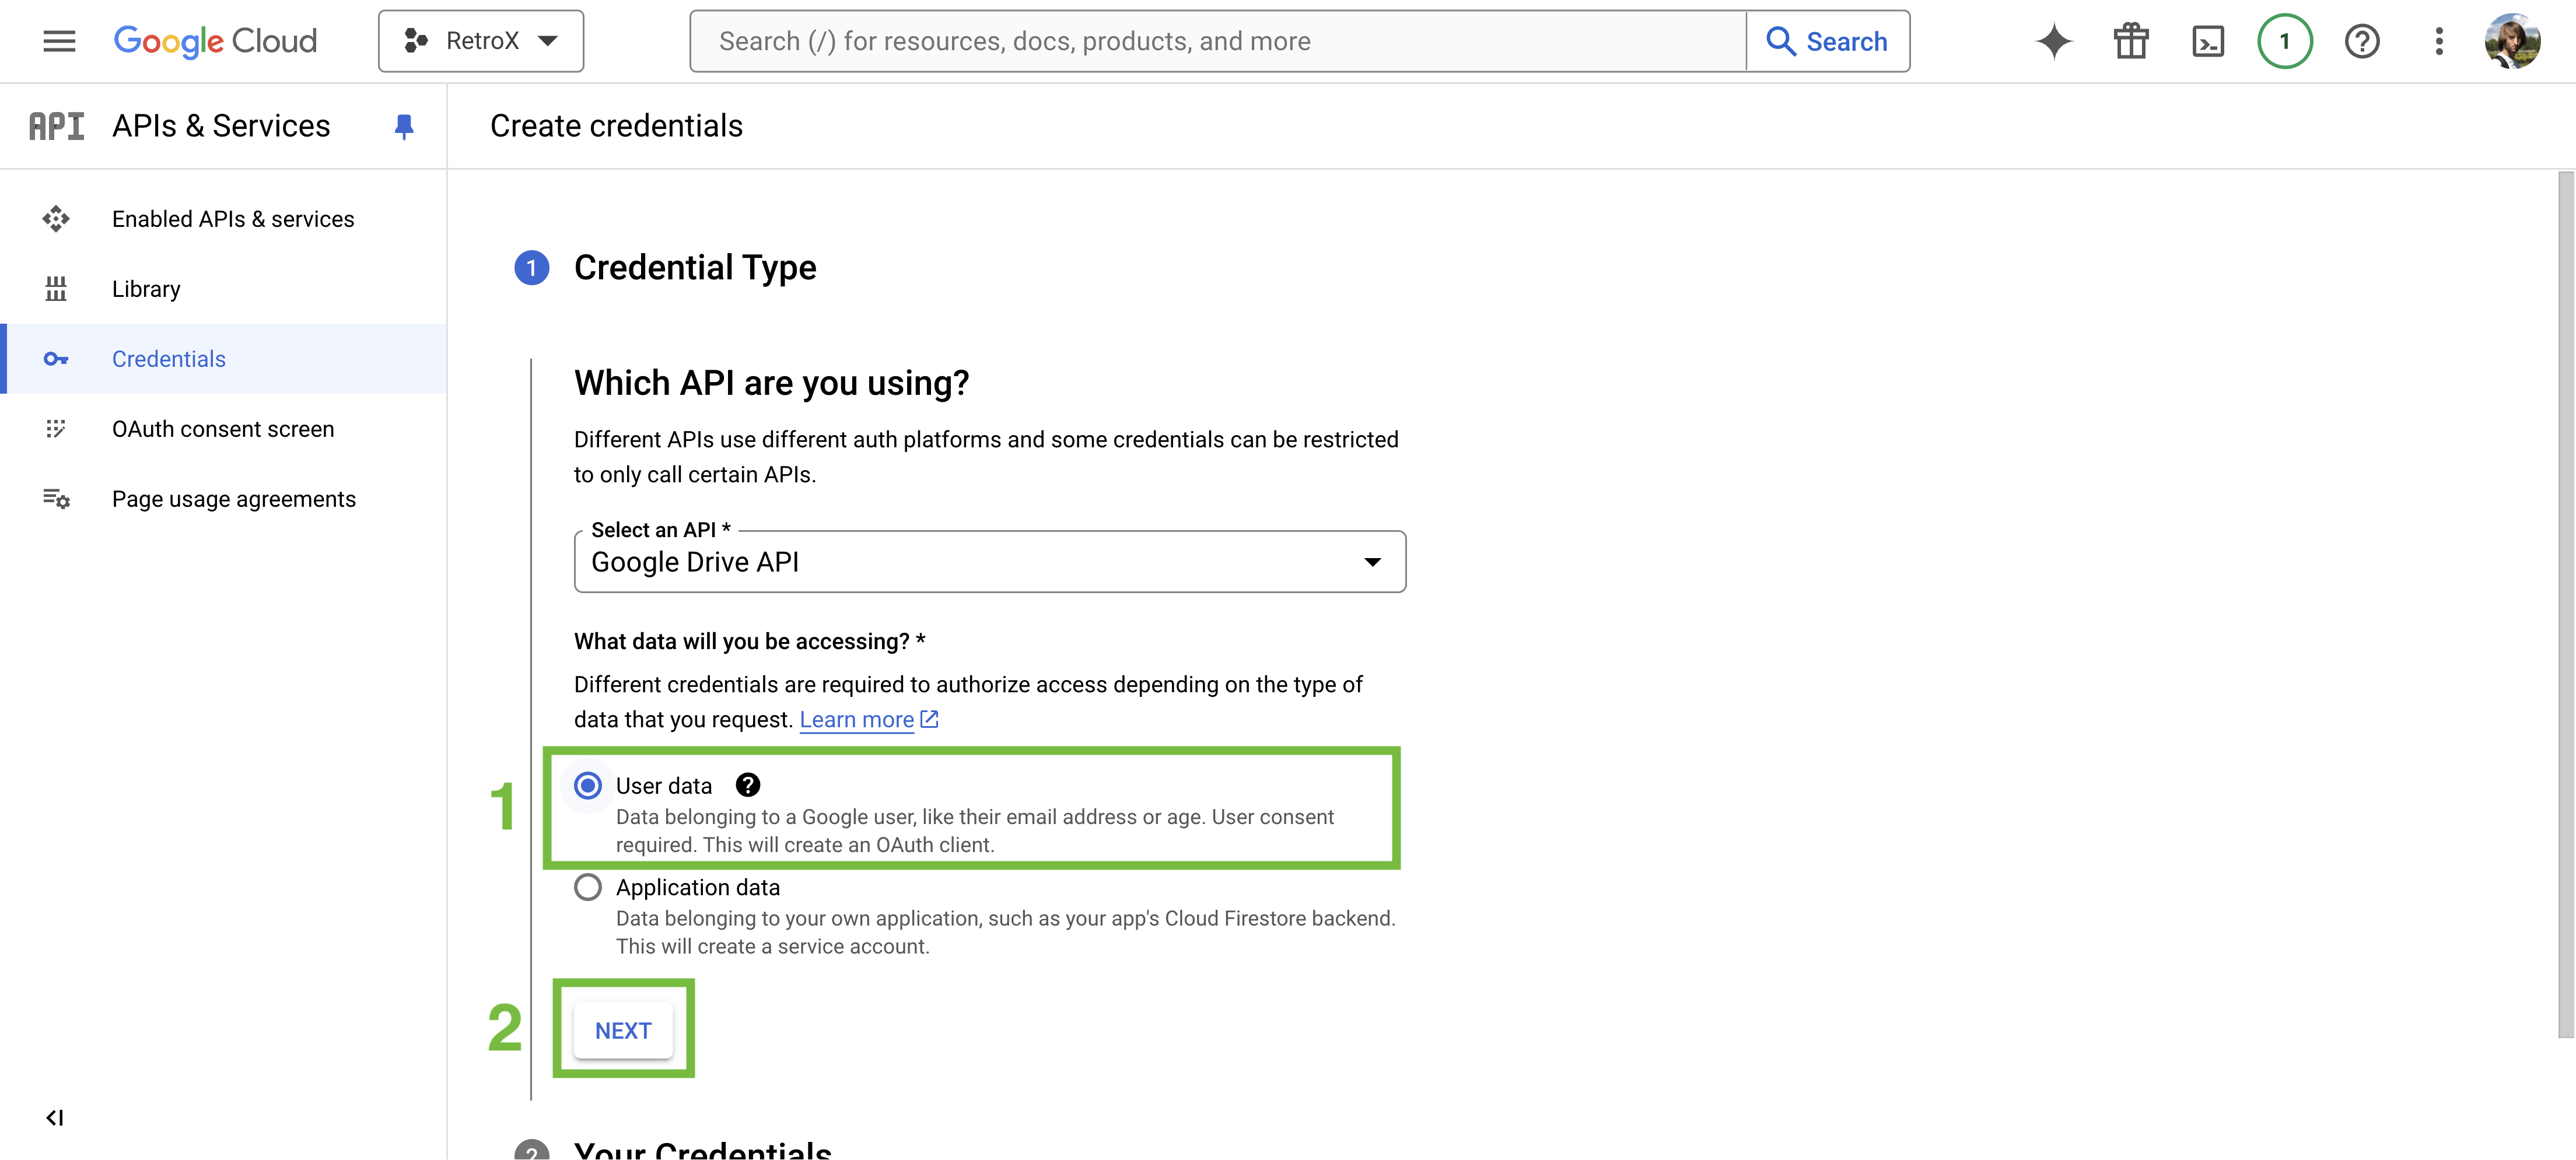 Google Cloud
RetroX
Search (/) for resources, docs, products, and more
Search
1
API
APIs & Services
Create credentials
Enabled APIs & services
Library
Credentials
OAuth consent screen
Page usage agreements
1 Credential Type
Which API are you using?
Different APIs use different auth platforms and some credentials can be restricted
to only call certain APIs.
Select an API *
Google Drive API
What data will you be accessing? *
Different credentials are required to authorize access depending on the type of
data that you request. Learn more
1
User data
Data belonging to a Google user, like their email address or age. User consent
required. This will create an OAuth client.
Application data
Data belonging to your own application, such as your app's Cloud Firestore backend.
This will create a service account.
2
NEXT
2 Your Credentials